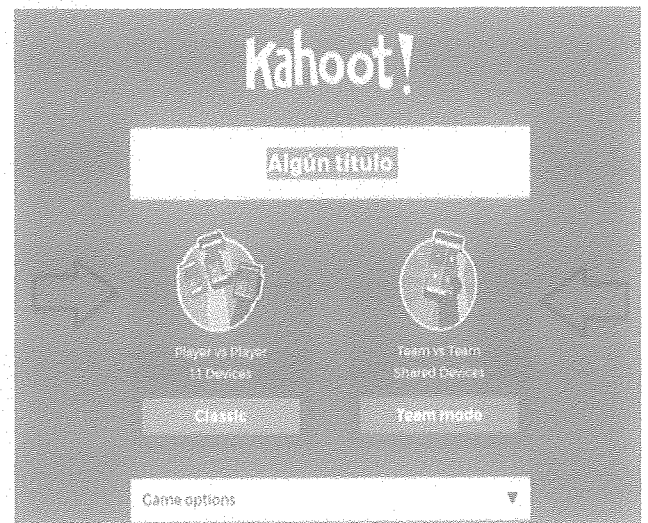 Kahoot!
Algún título
Player vs Player
1:1 Devices
Team vs Team
Shared Devices
Classic
Team mode
Game options